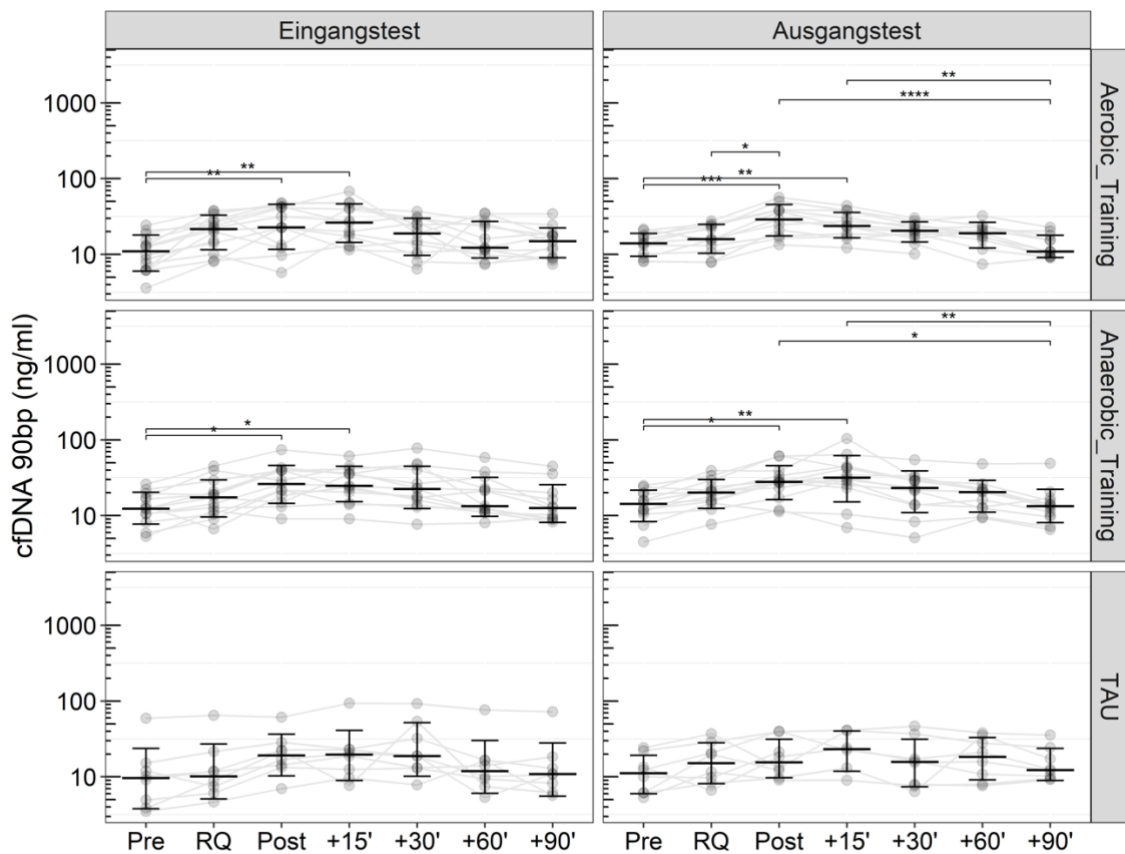 Eingangstest
Ausgangstest
cfDNA 90bp (ng/ml)
1000
100
10
**
**
**
****
*
**
***
Aerobic_Training
1000
100
10
*
*
**
*
**
*
Anaerobic_Training
1000
100
10
TAU
Pre RQ Post +15' +30' +60' +90'
Pre RQ Post +15' +30' +60' +90'